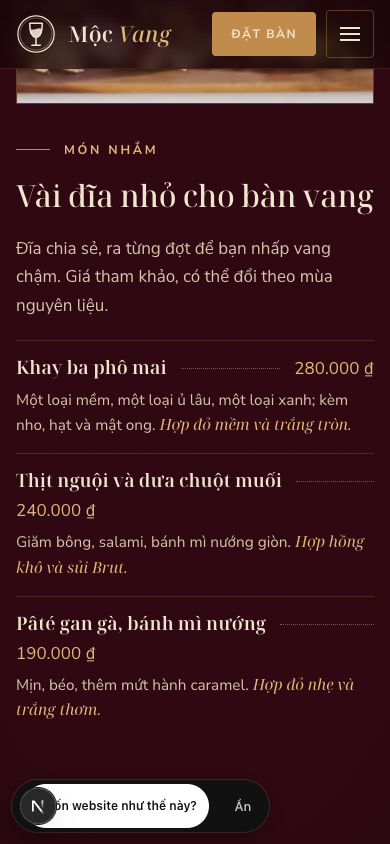 Mộc Vang
ĐẶT BÀN
MÓN NHẮM
Vài đĩa nhỏ cho bàn vang
Đĩa chia sẻ, ra từng đợt để bạn nhấp vang
chậm. Giá tham khảo, có thể đổi theo mùa
nguyên liệu.
Khay ba phô mai 280.000 ₫
Một loại mềm, một loại ủ lâu, một loại xanh; kèm
nho, hạt và mật ong. Hợp đỏ mềm và trắng tròn.
Thịt nguội và dưa chuột muối
240.000 ₫
Giăm bông, salami, bánh mì nướng giòn. Hợp hồng
khô và sủi Brut.
Pâté gan gà, bánh mì nướng
190.000 ₫
Mịn, béo, thêm mứt hành caramel. Hợp đỏ nhẹ và
trắng thơm.
N
website như thế này?
Ẩn